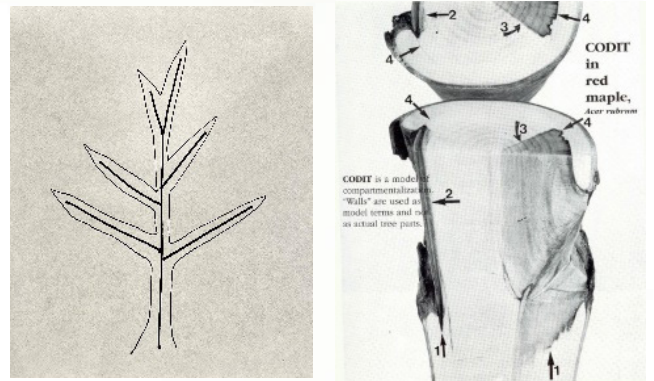 2
4
3
4
CODIT
in
red
maple,
Acer rubrum
4
3
4
CODIT is a model of
compartmentalization.
"Walls" are used as
model terms and not
as actual tree parts.
2
1
1